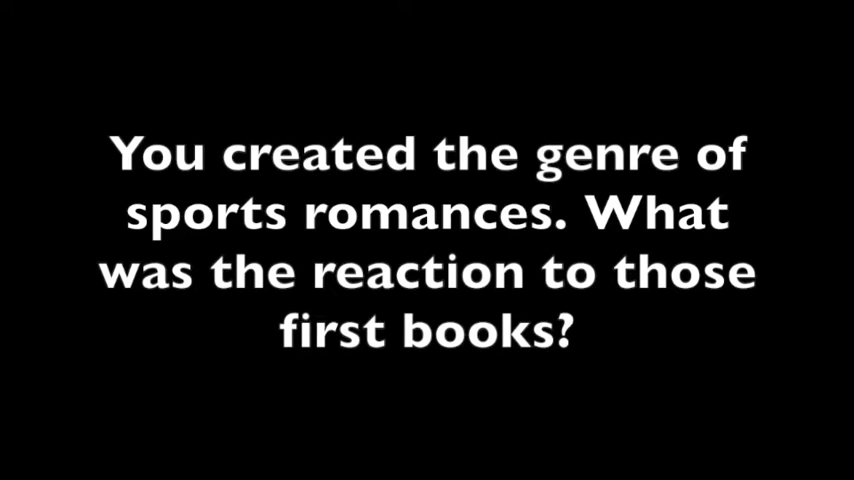 You created the genre of
sports romances. What
was the reaction to those
first books?